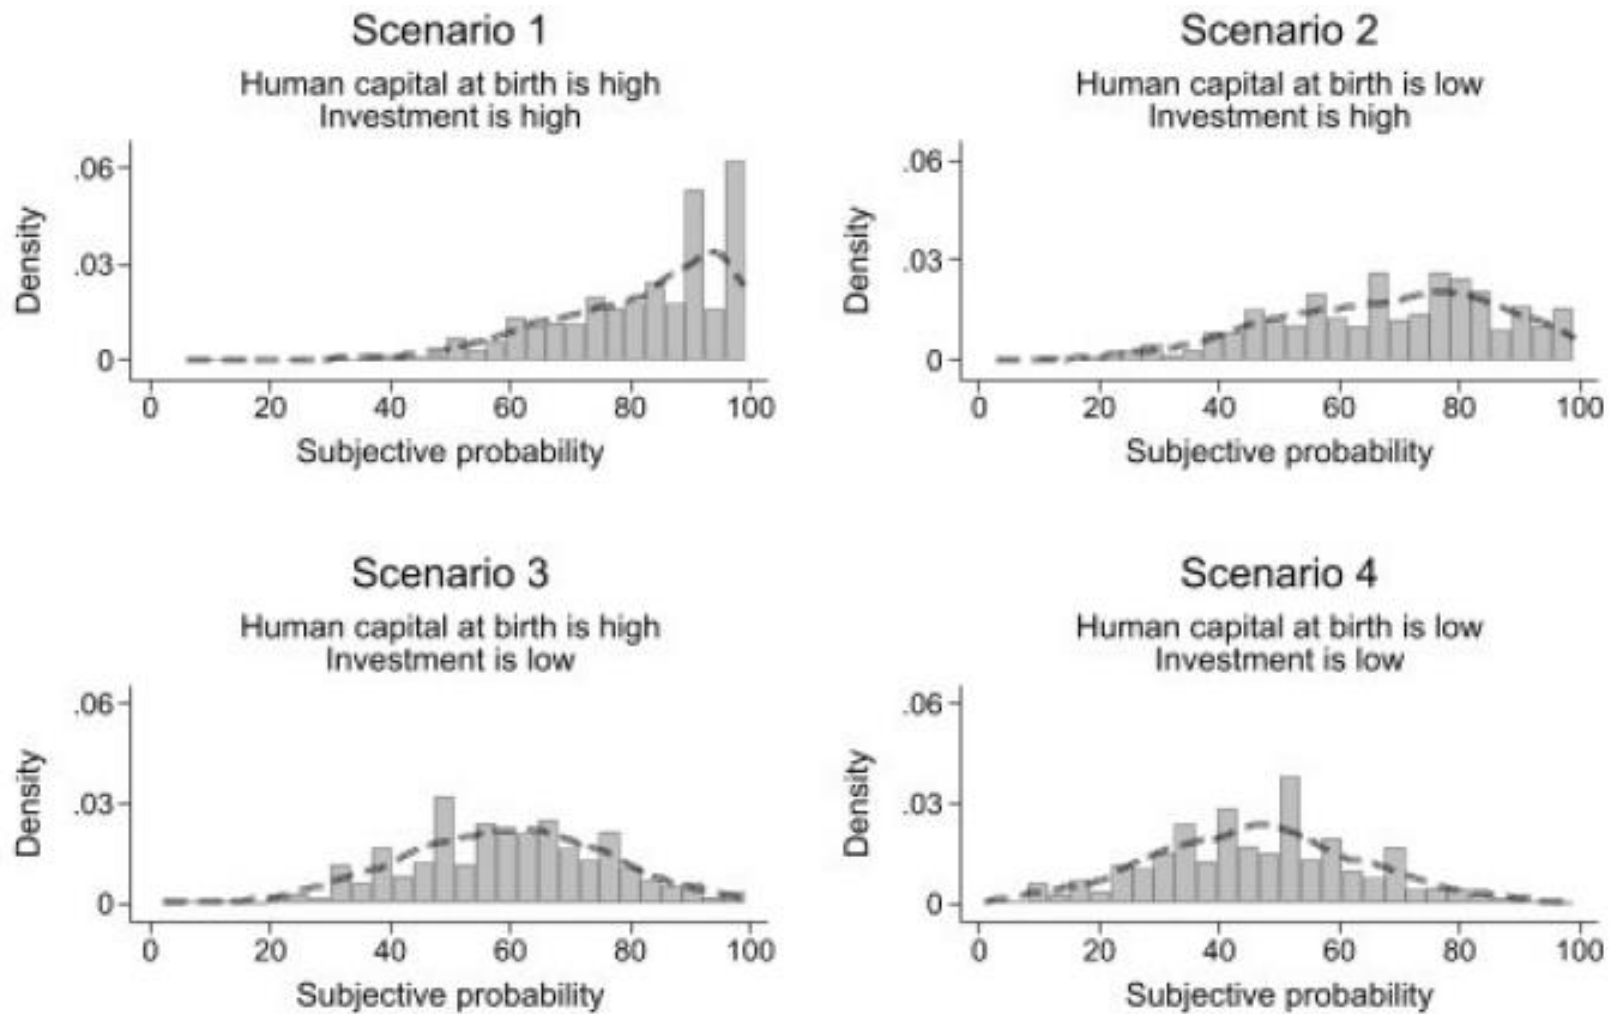 Scenario 1
Human capital at birth is high
Investment is high
.06
.03
0
Density
0 20 40 60 80 100
Subjective probability
Scenario 2
Human capital at birth is low
Investment is high
.06
.03
0
Density
0 20 40 60 80 100
Subjective probability
Scenario 3
Human capital at birth is high
Investment is low
.06
.03
0
Density
0 20 40 60 80 100
Subjective probability
Scenario 4
Human capital at birth is low
Investment is low
.06
.03
0
Density
0 20 40 60 80 100
Subjective probability